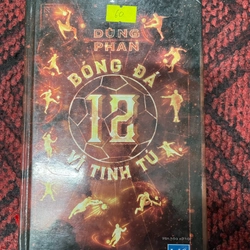 DŨNG
PHAN
BÓNG ĐÁ
12
VÌ TINH TÚ